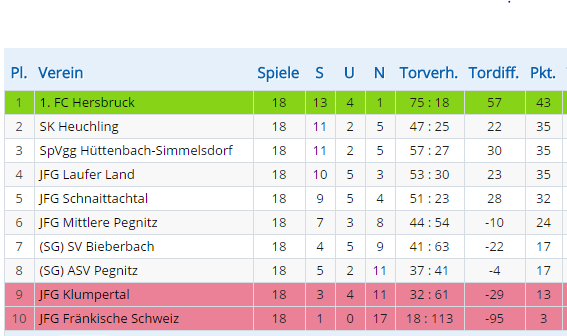 Pl. Verein Spiele S U N Torverh. Tordiff. Pkt.
1 1. FC Hersbruck 18 13 4 1 75 : 18 57 43
2 SK Heuchling 18 11 2 5 47 : 25 22 35
3 SpVgg Hüttenbach-Simmelsdorf 18 11 2 5 57 : 27 30 35
4 JFG Laufer Land 18 10 5 3 53 : 30 23 35
5 JFG Schnaittachtal 18 9 5 4 51 : 23 28 32
6 JFG Mittlere Pegnitz 18 7 3 8 44 : 54 -10 24
7 (SG) SV Bieberbach 18 4 5 9 41 : 63 -22 17
8 (SG) ASV Pegnitz 18 5 2 11 37 : 41 -4 17
9 JFG Klumpertal 18 3 4 11 32 : 61 -29 13
10 JFG Fränkische Schweiz 18 1 0 17 18 : 113 -95 3